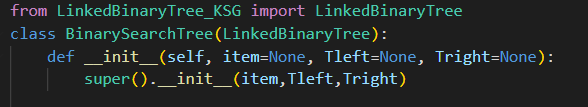 from LinkedBinaryTree_KSG import LinkedBinaryTree
class BinarySearchTree(LinkedBinaryTree):
    def __init__(self, item=None, Tleft=None, Tright=None):
        super().__init__(item,Tleft,Tright)